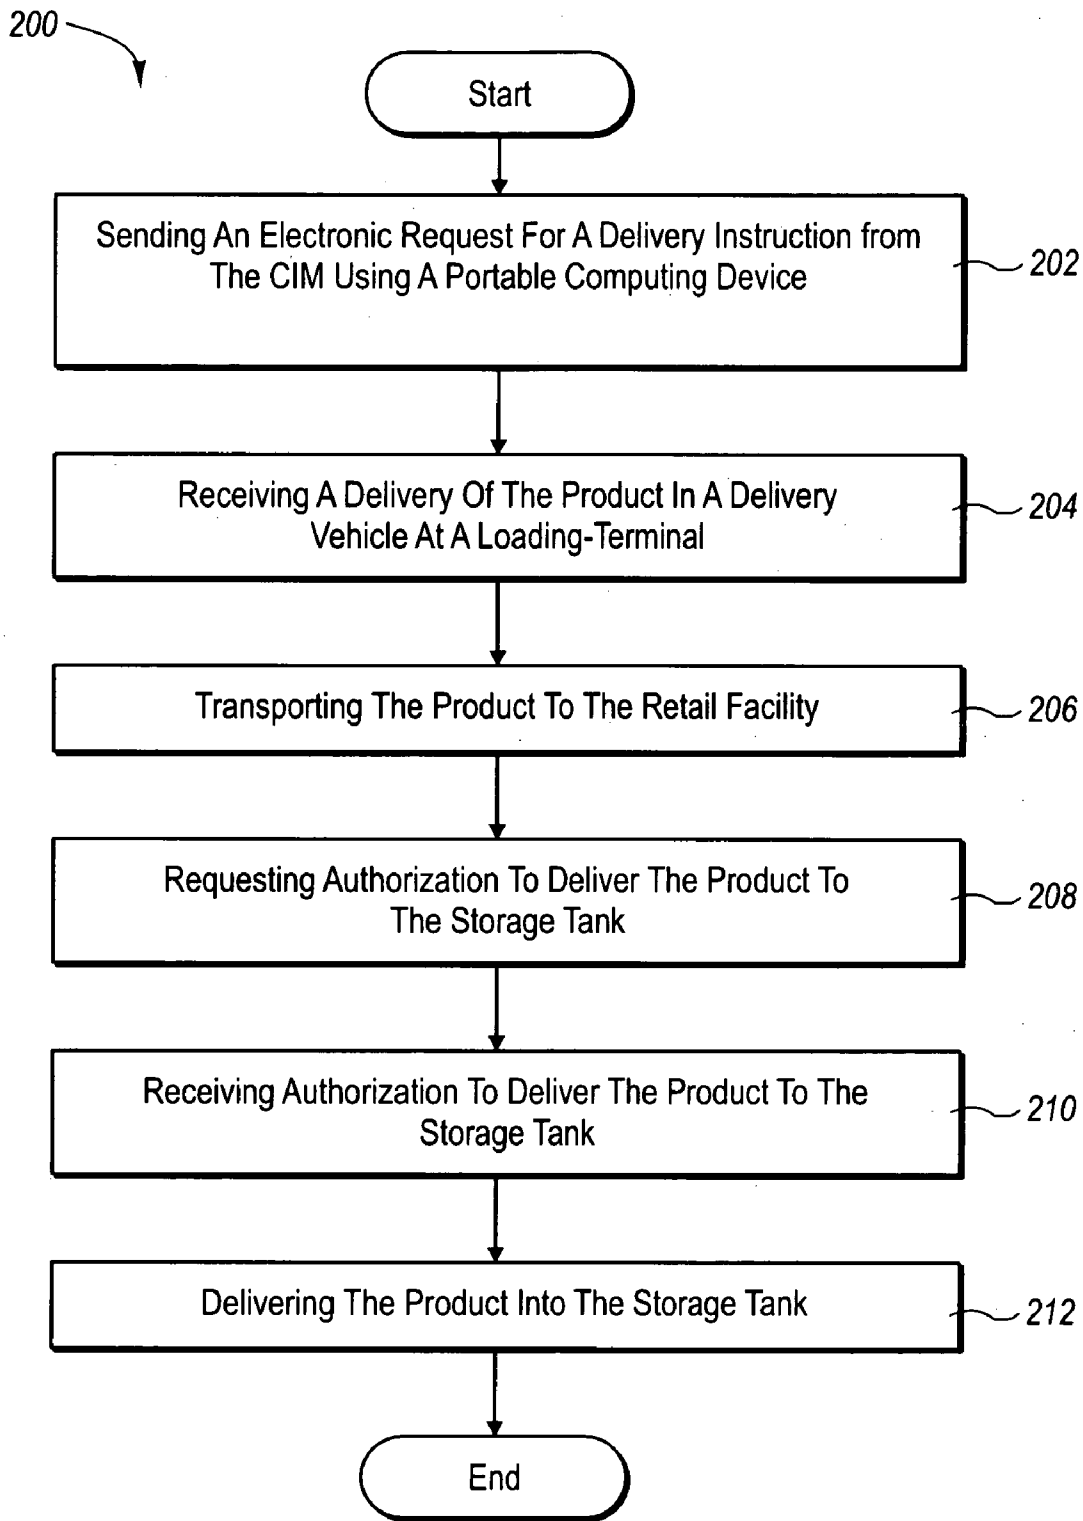 200
Start
Sending An Electronic Request For A Delivery Instruction from
The CIM Using A Portable Computing Device
202
Receiving A Delivery Of The Product In A Delivery
Vehicle At A Loading-Terminal
204
Transporting The Product To The Retail Facility
206
Requesting Authorization To Deliver The Product To
The Storage Tank
208
Receiving Authorization To Deliver The Product To The
Storage Tank
210
Delivering The Product Into The Storage Tank
212
End